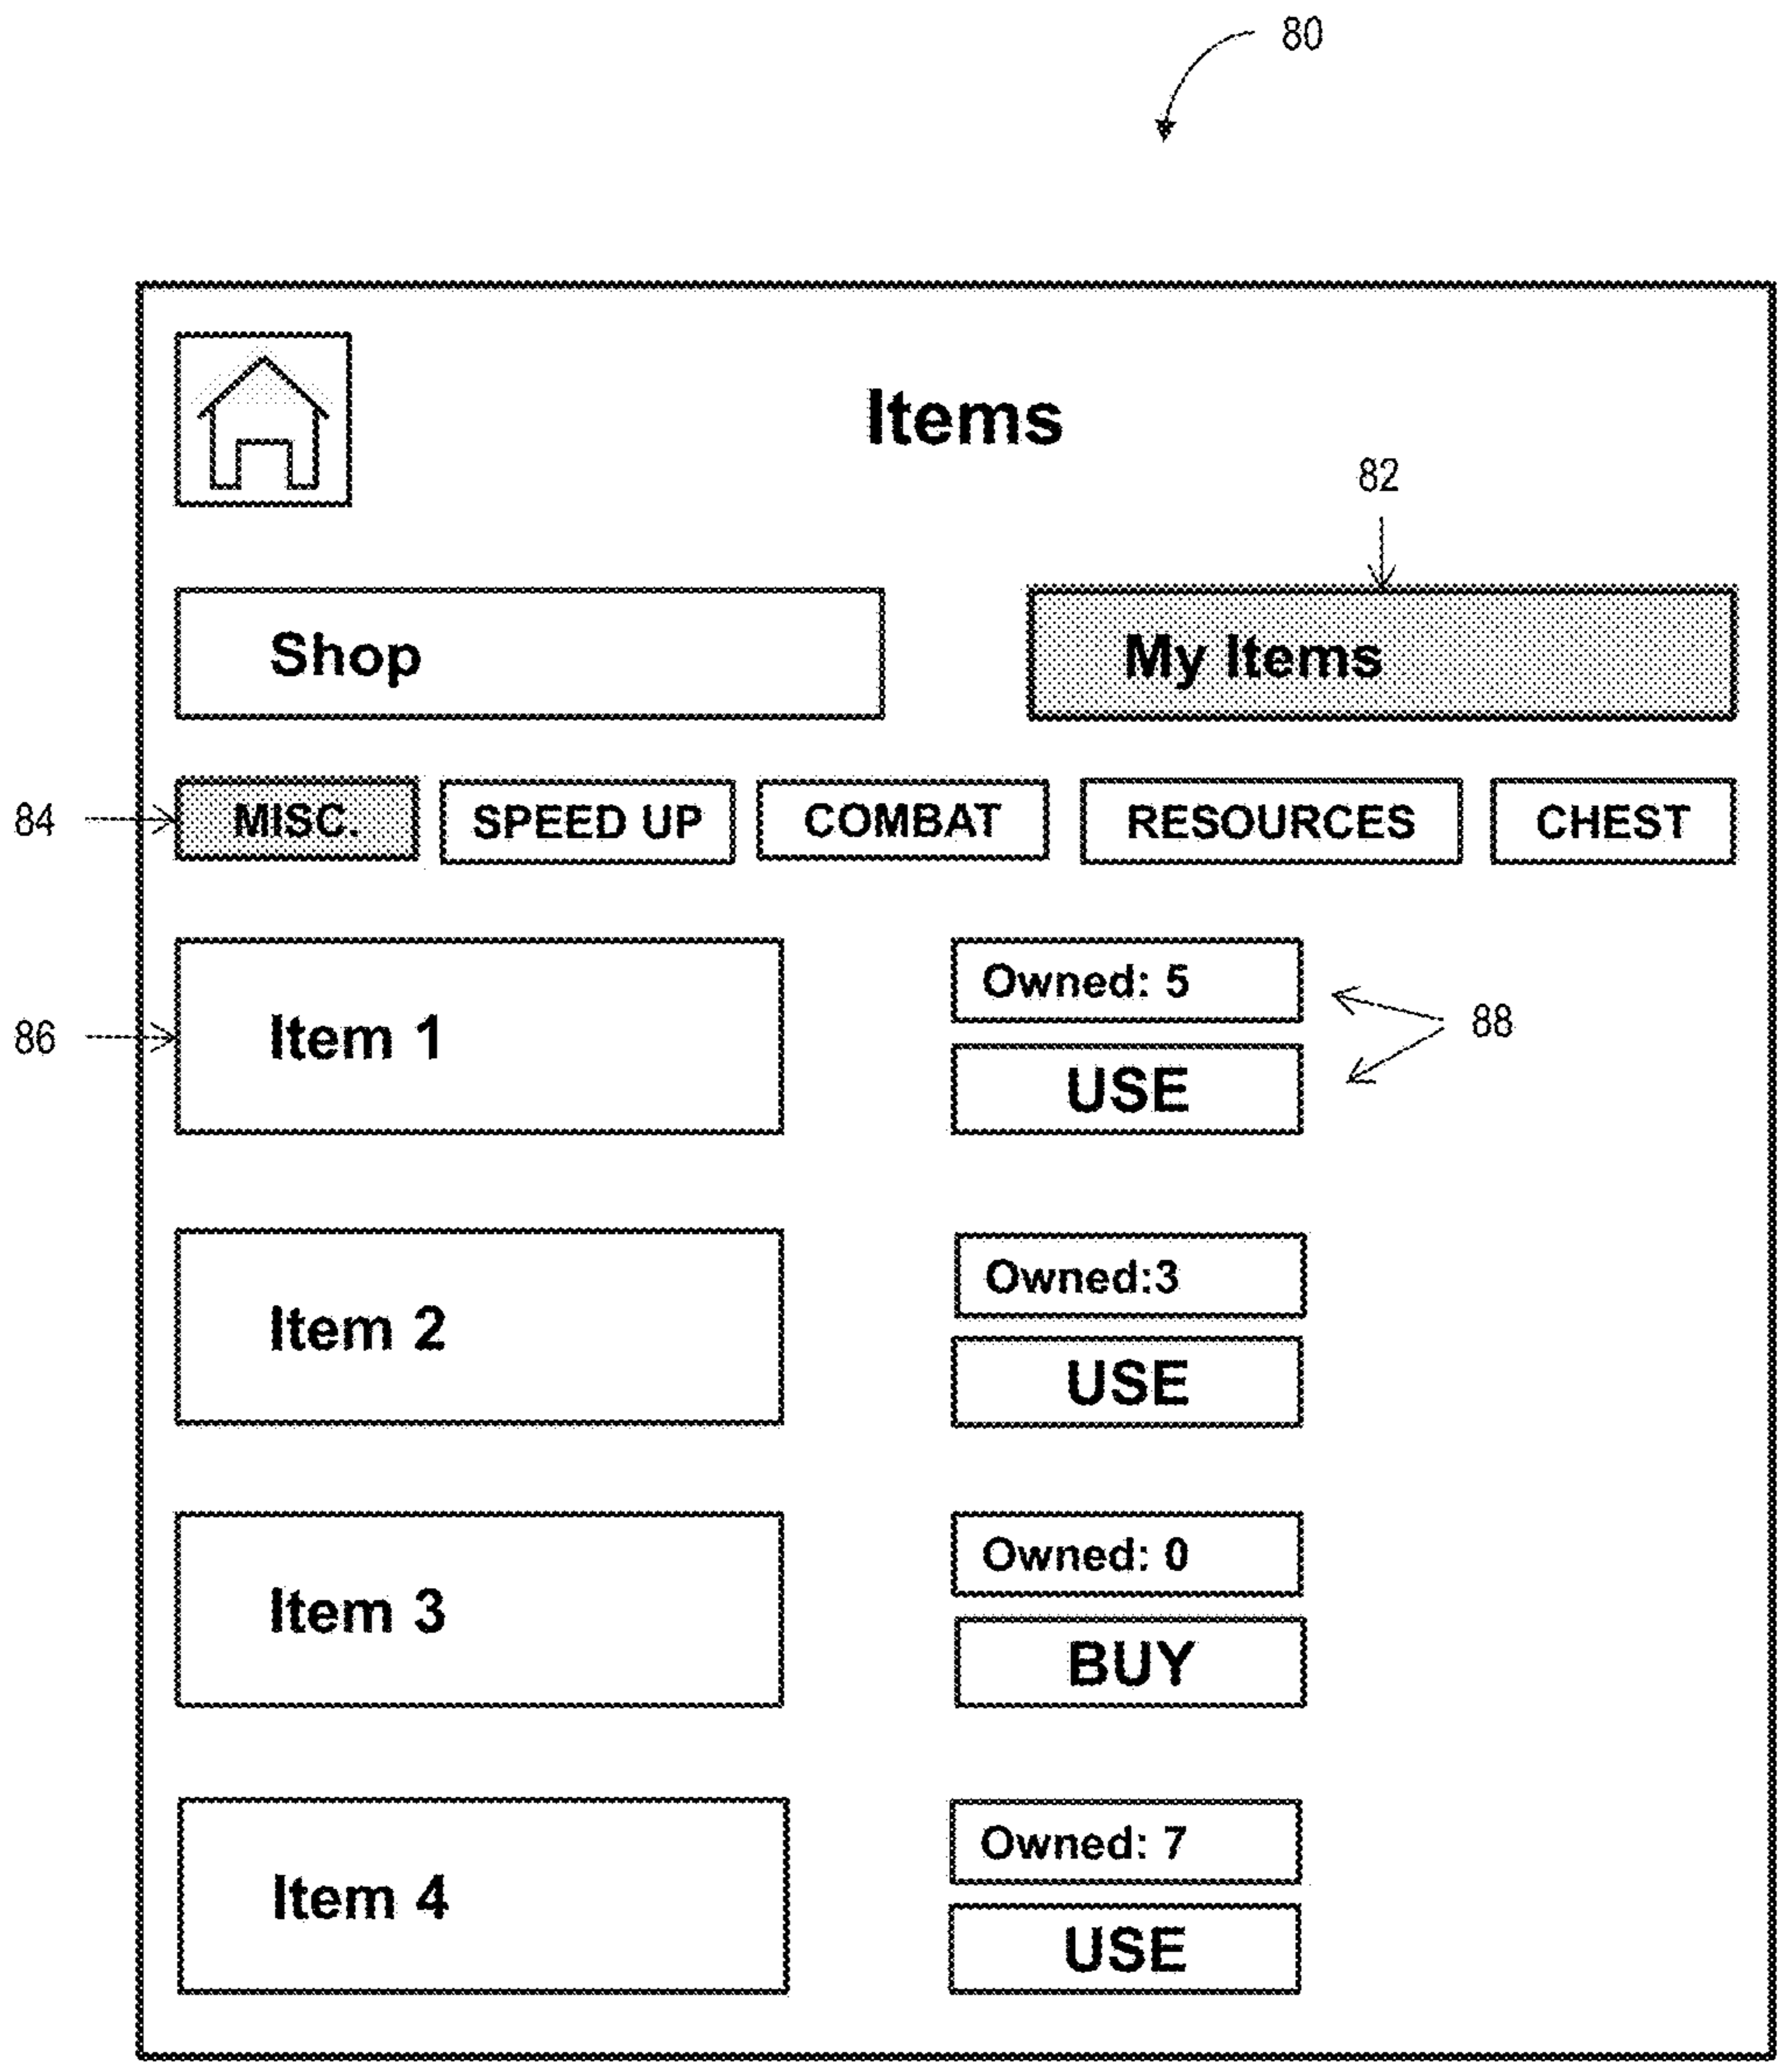 80
Items
82
Shop
My Items
84
MISC.
SPEED UP
COMBAT
RESOURCES
CHEST
Owned: 5
86
Item 1
88
USE
Owned:3
Item 2
USE
Owned: 0
Item 3
BUY
Owned: 7
Item 4
USE